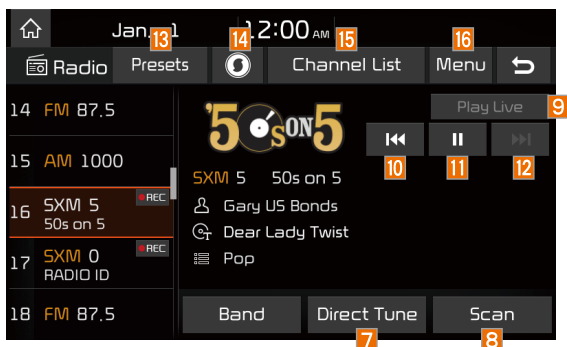 Jan. 1 12:00 AM
13 14 15 16
Radio Presets Channel List Menu
14 FM 87.5
15 AM 1000
16 SXM 5 REC
50s on 5
17 SXM 0 REC
RADIO ID
18 FM 87.5
'50s ON 5
Play Live 9
10 11 12
SXM 5 50s on 5
Gary US Bonds
Dear Lady Twist
Pop
Band Direct Tune Scan
7 8